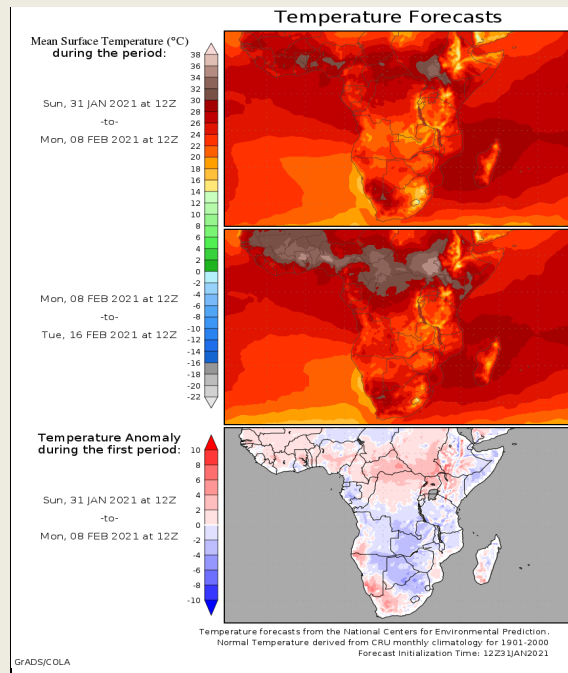 Temperature Forecasts
Mean Surface Temperature (°C)
during the period:
Sun, 31 JAN 2021 at 12Z
-to-
Mon, 08 FEB 2021 at 12Z
38
36
34
32
30
28
26
24
22
20
18
16
14
12
10
8
6
4
2
0
-2
-4
-6
-8
-10
-12
-14
-16
-18
-20
-22
Mon, 08 FEB 2021 at 12Z
-to-
Tue, 16 FEB 2021 at 12Z
Temperature Anomaly
during the first period:
Sun, 31 JAN 2021 at 12Z
-to-
Mon, 08 FEB 2021 at 12Z
10
8
6
4
2
0
-2
-4
-6
-8
-10
Temperature forecasts from the National Centers for Environmental Prediction.
Normal Temperature derived from CRU monthly climatology for 1901-2000
Forecast Initialization Time: 12Z31JAN2021
GrADS/COLA